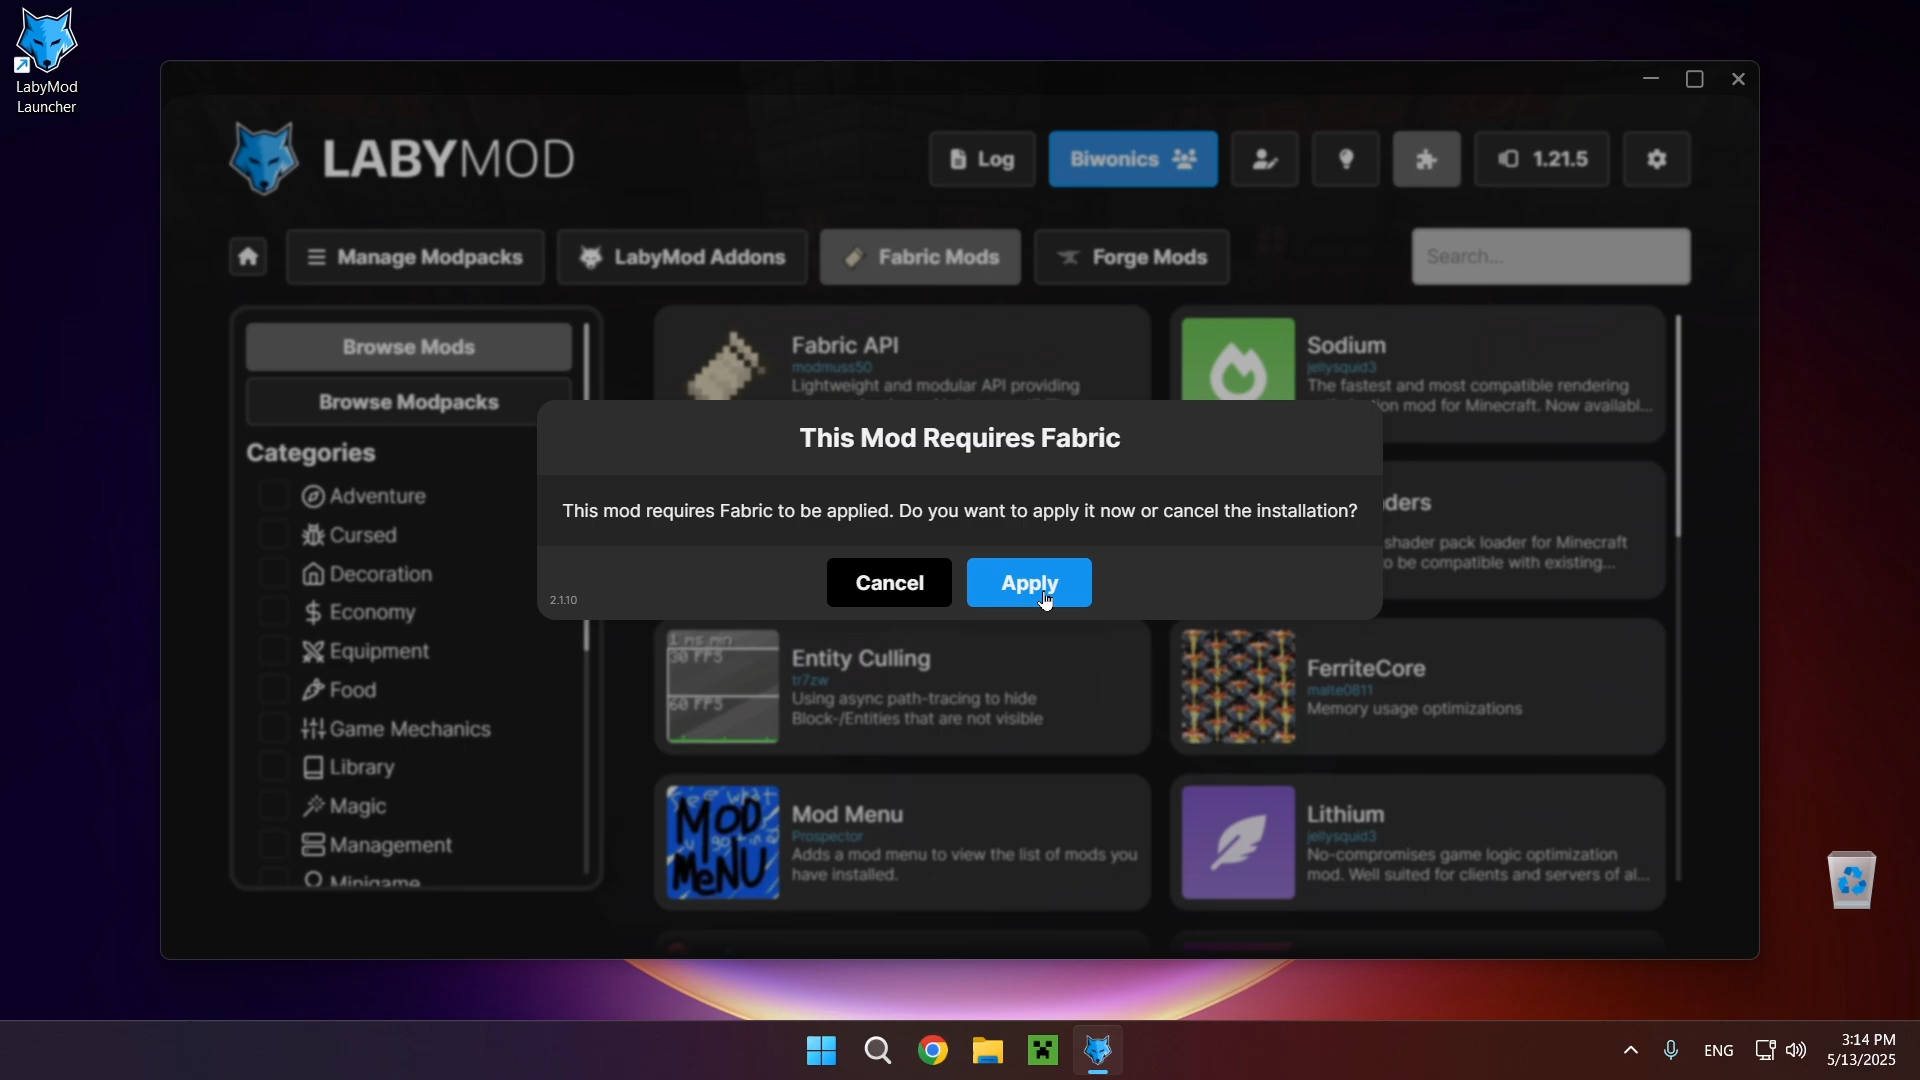 LabyMod
Launcher
LABYMOD
Log
Biwonics
1.21.5
Manage Modpacks
LabyMod Addons
Fabric Mods
Forge Mods
Search...
Browse Mods
Browse Modpacks
Categories
Adventure
Cursed
Decoration
Economy
Equipment
Food
Game Mechanics
Library
Magic
Management
Minigame
Fabric API
modmuss50
Lightweight and modular API providing
Sodium
jellysquid3
The fastest and most compatible rendering
mod for Minecraft. Now availabl...
This Mod Requires Fabric
This mod requires Fabric to be applied. Do you want to apply it now or cancel the installation?
Cancel
Apply
2.1.10
shader pack loader for Minecraft
be compatible with existing...
Entity Culling
tr7zw
Using async path-tracing to hide
Block-/Entities that are not visible
FerriteCore
malte0811
Memory usage optimizations
Mod Menu
Prospector
Adds a mod menu to view the list of mods you
have installed.
Lithium
jellysquid3
No-compromises game logic optimization
mod. Well suited for clients and servers of al...
30 FPS
60 FPS
MOD
MENU
ENG
3:14 PM
5/13/2025